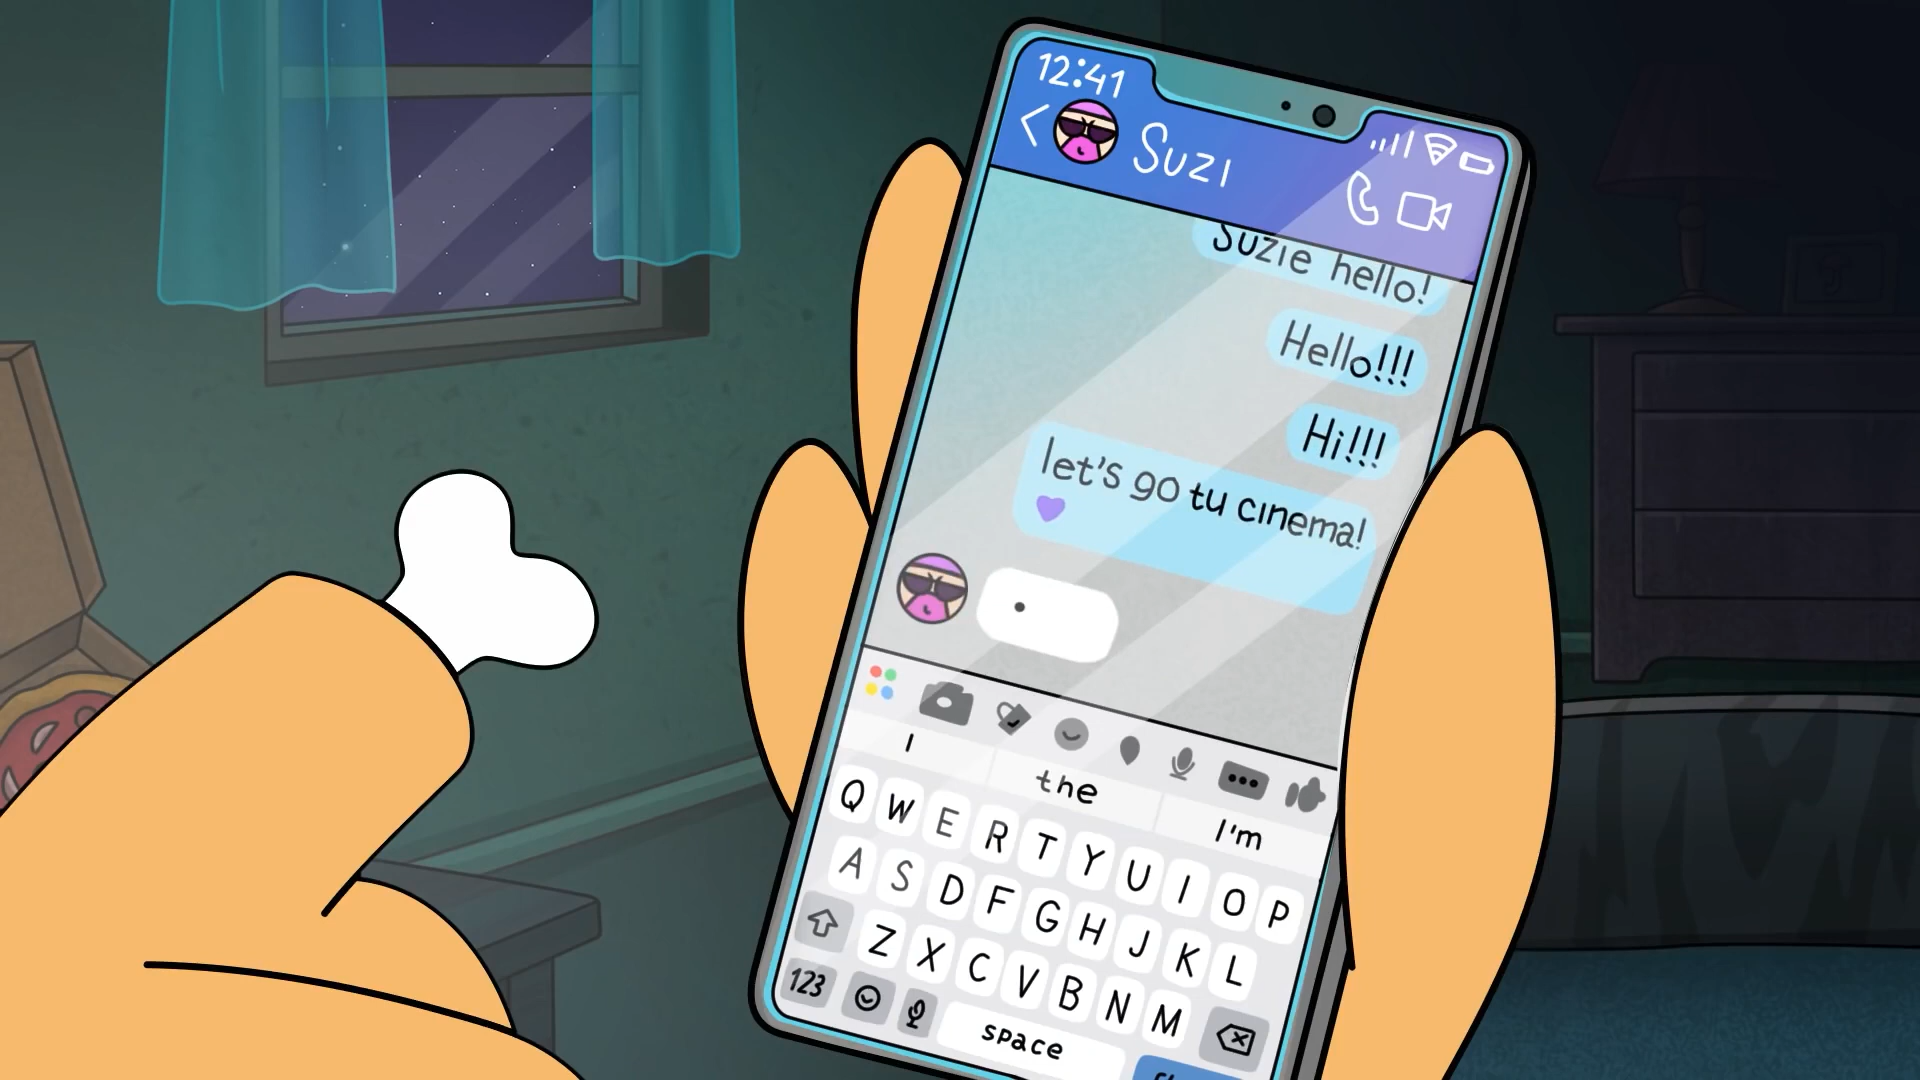 12:41
Suzi
Suzie hello!
Hello!!!
Hi!!!
let's go tu cinema!
I
the
I'm
Q W E R T Y U I O P
A S D F G H J K L
Z X C V B N M
123
space